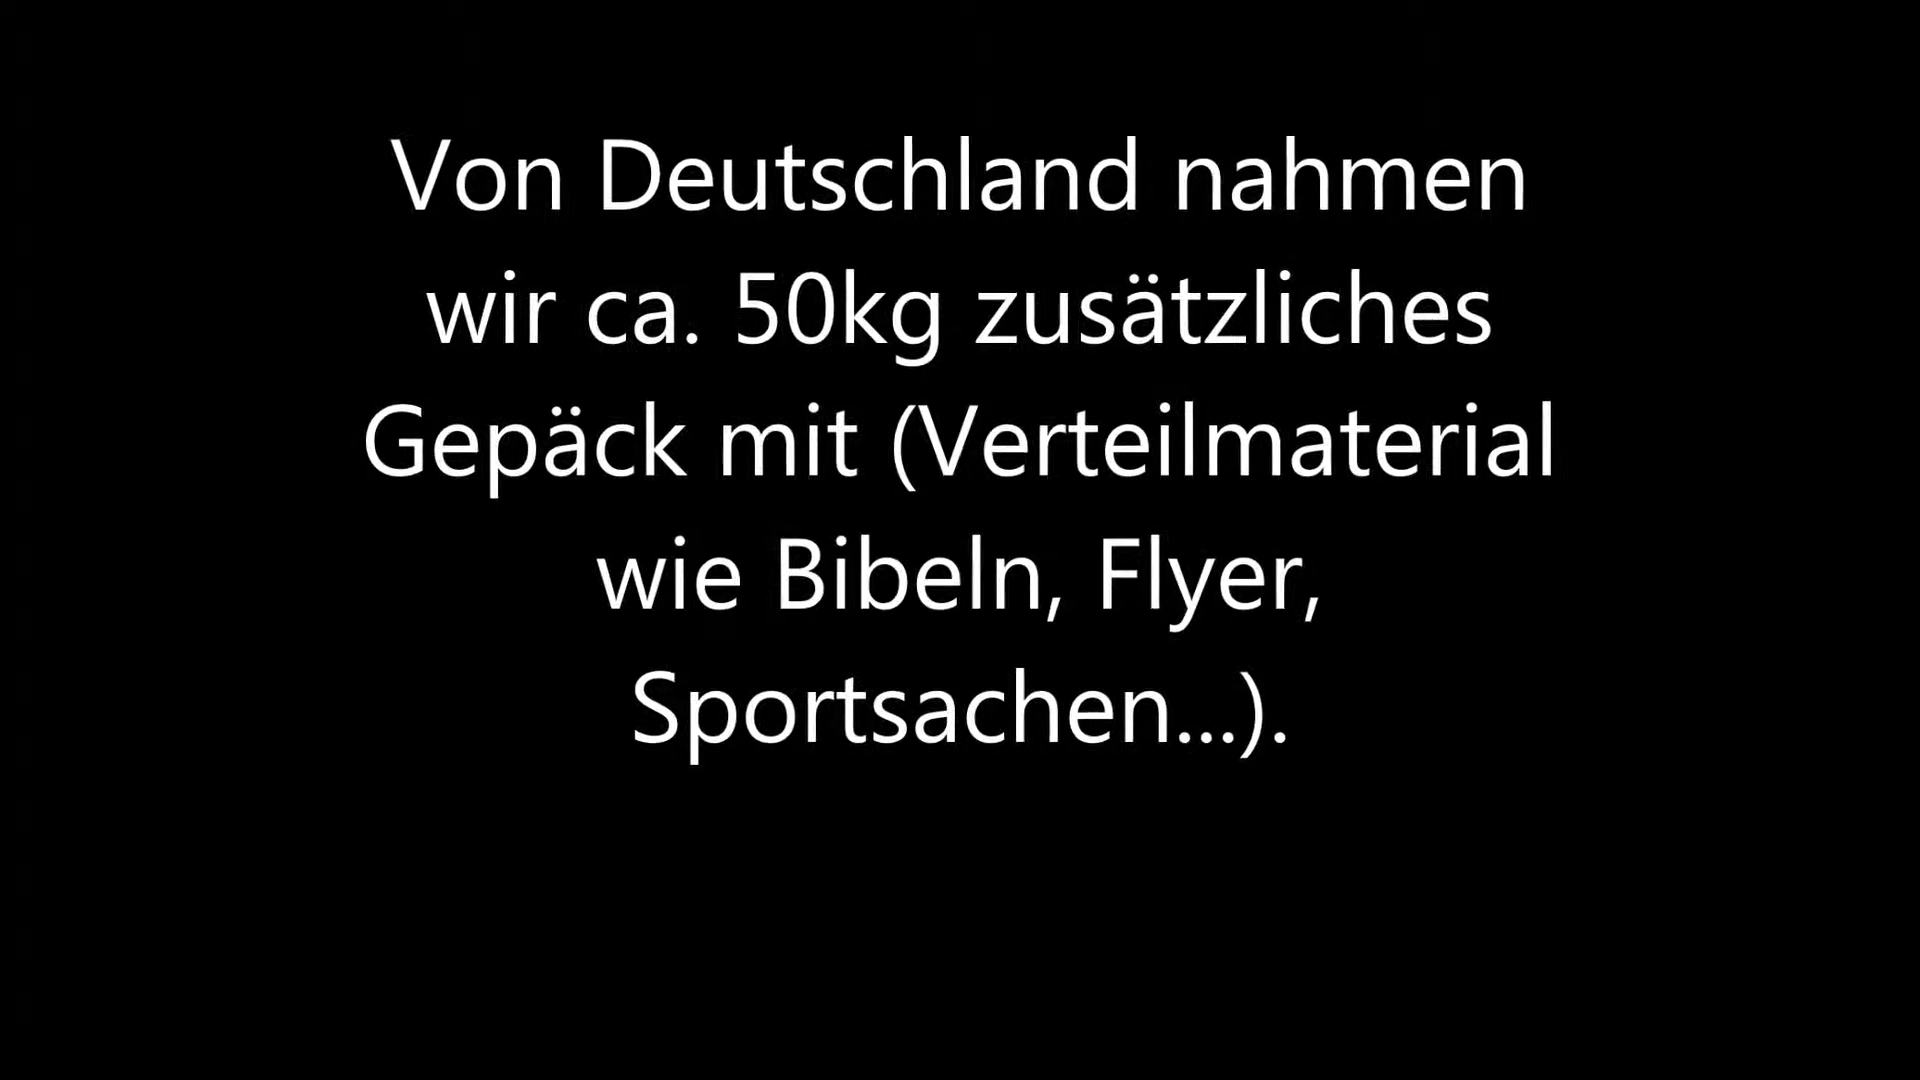 Von Deutschland nahmen
wir ca. 50kg zusätzliches
Gepäck mit (Verteilmaterial
wie Bibeln, Flyer,
Sportsachen...).